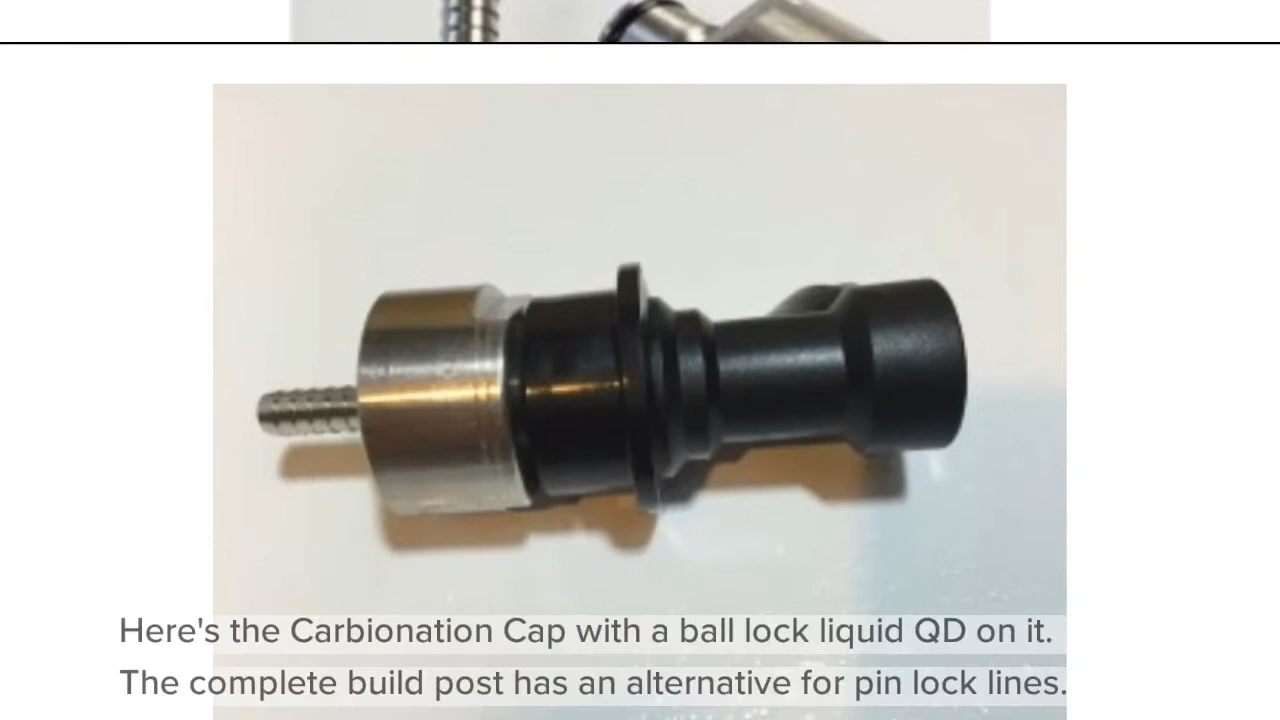 Here's the Carbionation Cap with a ball lock liquid QD on it.
The complete build post has an alternative for pin lock lines.